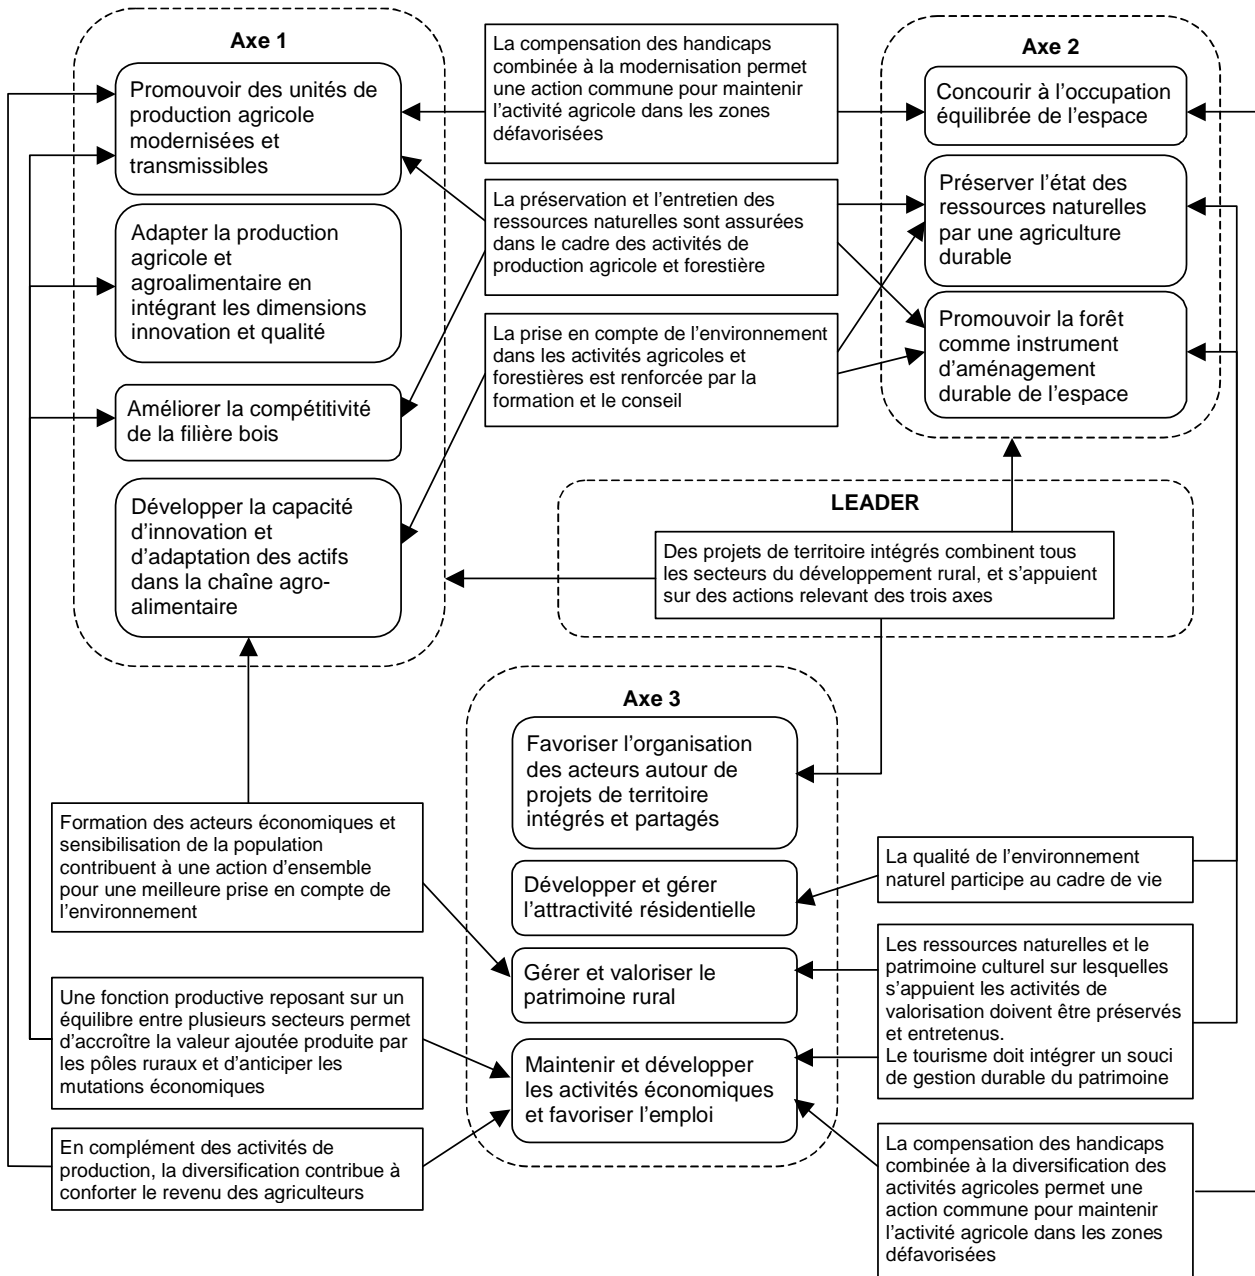 Axe 1
Promouvoir des unités de
production agricole
modernisées et
transmissibles
Adapter la production
agricole et
agroalimentaire en
intégrant les dimensions
innovation et qualité
Améliorer la compétitivité
de la filière bois
Développer la capacité
d’innovation et
d’adaptation des actifs
dans la chaîne agro-
alimentaire
La compensation des handicaps
combinée à la modernisation permet
une action commune pour maintenir
l’activité agricole dans les zones
défavorisées
La préservation et l’entretien des
ressources naturelles sont assurées
dans le cadre des activités de
production agricole et forestière
La prise en compte de l’environnement
dans les activités agricoles et
forestières est renforcée par la
formation et le conseil
Axe 2
Concourir à l’occupation
équilibrée de l’espace
Préserver l’état des
ressources naturelles
par une agriculture
durable
Promouvoir la forêt
comme instrument
d’aménagement
durable de l’espace
LEADER
Des projets de territoire intégrés combinent tous
les secteurs du développement rural, et s’appuient
sur des actions relevant des trois axes
Axe 3
Favoriser l’organisation
des acteurs autour de
projets de territoire
intégrés et partagés
Développer et gérer
l’attractivité résidentielle
Gérer et valoriser le
patrimoine rural
Maintenir et développer
les activités économiques
et favoriser l’emploi
Formation des acteurs économiques et
sensibilisation de la population
contribuent à une action d’ensemble
pour une meilleure prise en compte de
l’environnement
Une fonction productive reposant sur un
équilibre entre plusieurs secteurs permet
d’accroître la valeur ajoutée produite par
les pôles ruraux et d’anticiper les
mutations économiques
En complément des activités de
production, la diversification contribue à
conforter le revenu des agriculteurs
La qualité de l’environnement
naturel participe au cadre de vie
Les ressources naturelles et le
patrimoine culturel sur lesquelles
s’appuient les activités de
valorisation doivent être préservés
et entretenus.
Le tourisme doit intégrer un souci
de gestion durable du patrimoine
La compensation des handicaps
combinée à la diversification des
activités agricoles permet une
action commune pour maintenir
l’activité agricole dans les zones
défavorisées